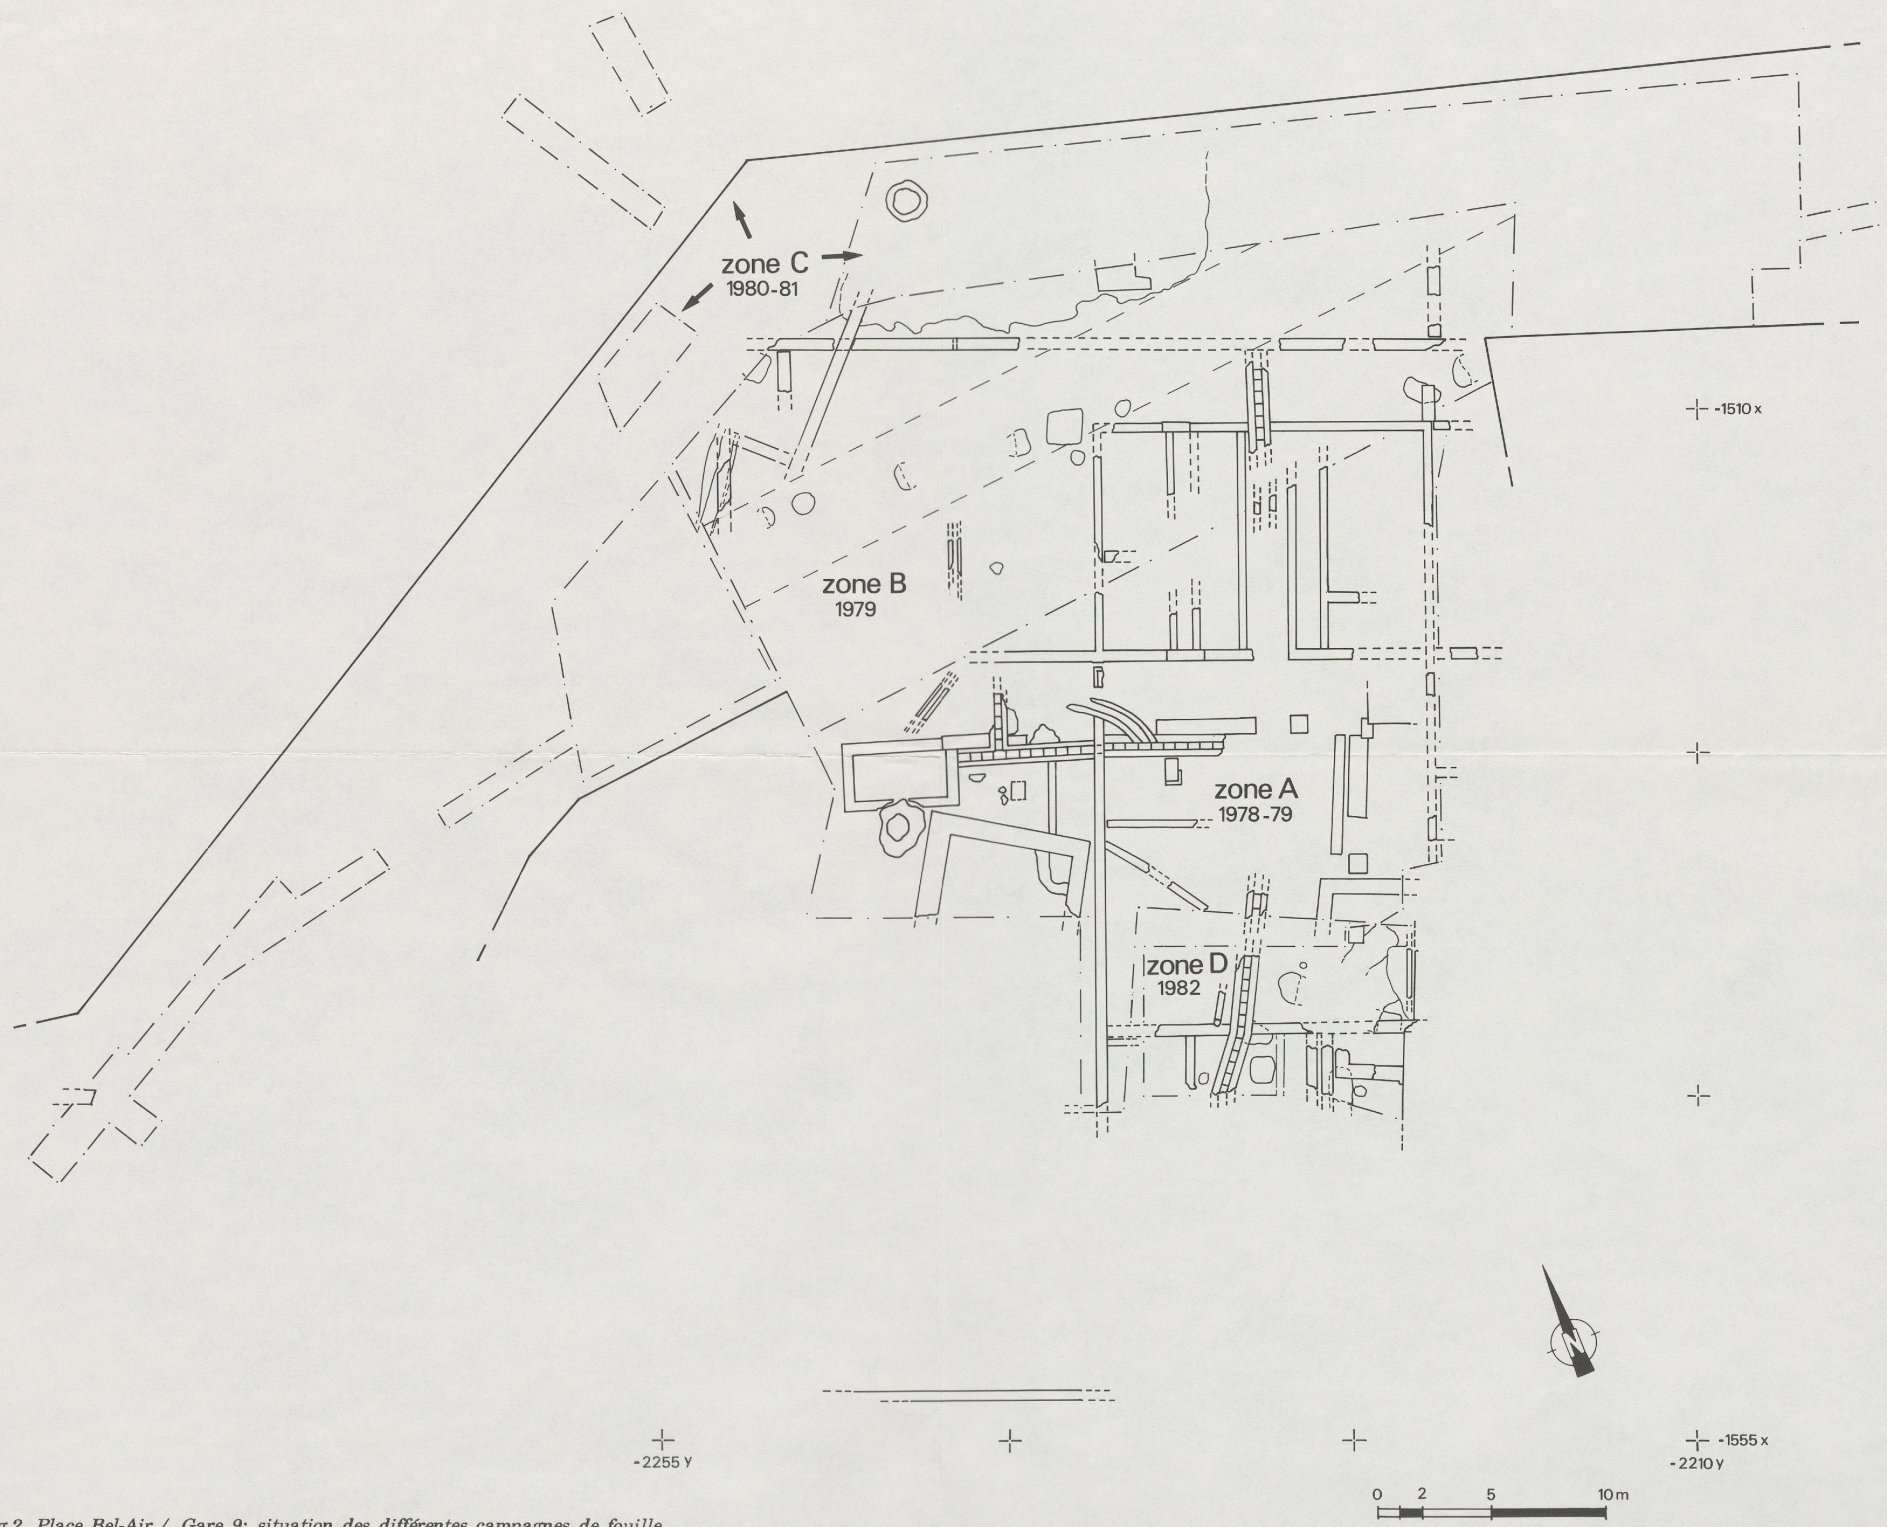 zone C
1980-81
-1510 x
zone B
1979
zone A
1978-79
zone D
1982
-1555 x
-2255 y
-2210 y
0 2 5 10 m
2. Place Bel-Air / Gare 9: situation des différentes campagnes de fouille